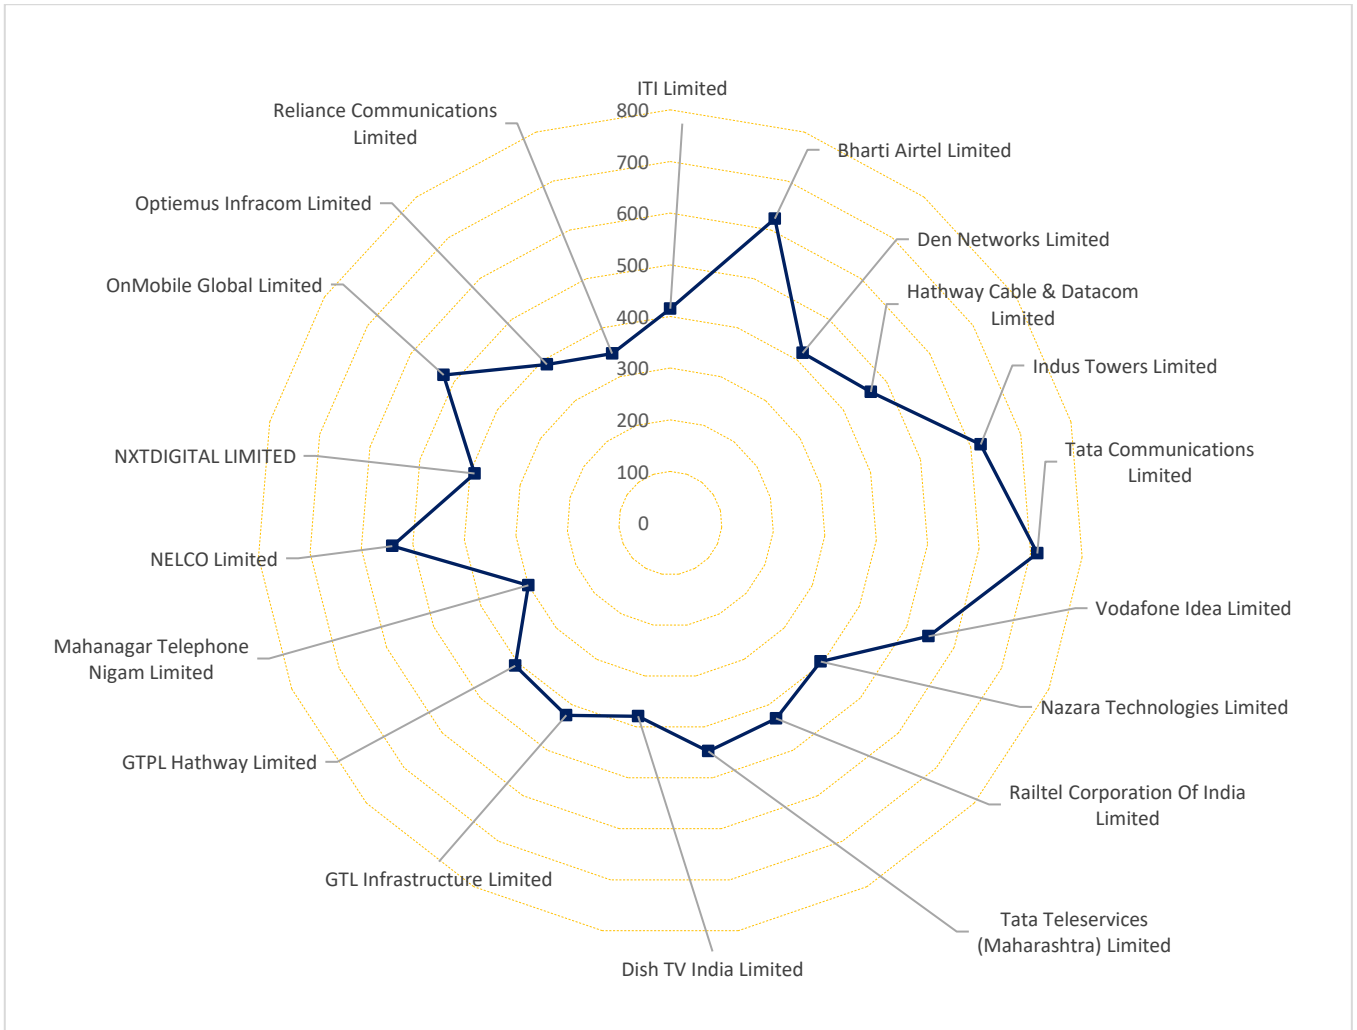 ITI Limited
Reliance Communications
Limited
800
Bharti Airtel Limited
700
Optiemus Infracom Limited
600
Den Networks Limited
500
OnMobile Global Limited
Hathway Cable & Datacom
Limited
400
300
Indus Towers Limited
200
NXTDIGITAL LIMITED
Tata Communications
Limited
100
0
NELCO Limited
Vodafone Idea Limited
Mahanagar Telephone
Nigam Limited
Nazara Technologies Limited
GTPL Hathway Limited
Railtel Corporation Of India
Limited
GTL Infrastructure Limited
Tata Teleservices
(Maharashtra) Limited
Dish TV India Limited